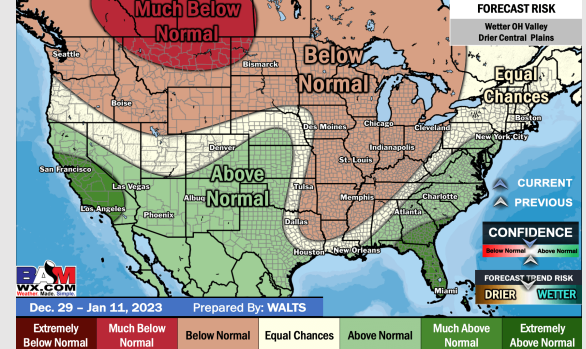 Much Below
Normal
FORECAST RISK
Wetter OH Valley
Drier Central Plains
Seattle
Bismarck
Below
Normal
Equal
Chances
Boise
Boston
Des Moines
Chicago
Cleveland
New York City
Denver
Indianapolis
St. Louis
San Francisco
Las Vegas
Above
Normal
Albuq
Tulsa
Memphis
Charlotte
CURRENT
PREVIOUS
Los Angeles
Phoenix
Dallas
Atlanta
Houston
New Orleans
CONFIDENCE
Below Normal
Above Normal
FORECAST TREND RISK
DRIER
WETTER
Miami
BAM
WX.COM
Weather. Made. Simple.
Dec. 29 – Jan 11, 2023
Prepared By: WALTS
Extremely
Below Normal
Much Below
Normal
Below Normal
Equal Chances
Above Normal
Much Above
Normal
Extremely
Above Normal